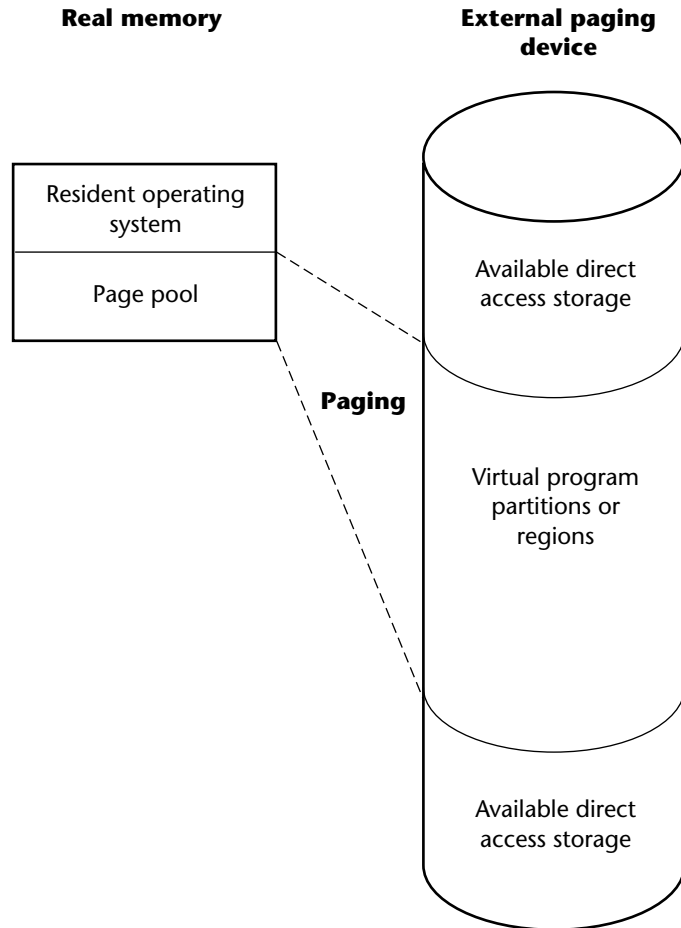 Real memory
External paging
device
Resident operating
system
Page pool
Available direct
access storage
Paging
Virtual program
partitions or
regions
Available direct
access storage